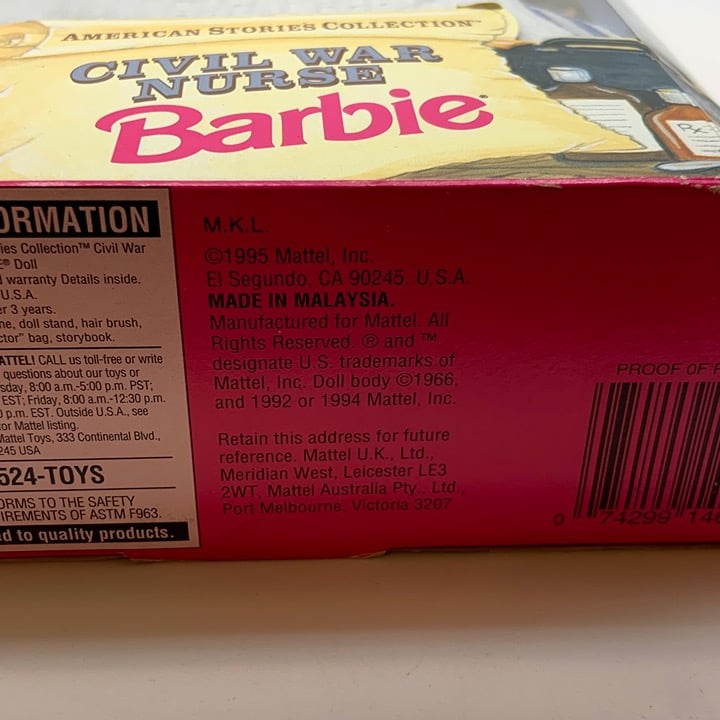 AMERICAN STORIES COLLECTION™
CIVIL WAR
NURSE
Barbie®
Rx
ORMATION
ies Collection™ Civil War
E® Doll
warranty Details inside.
U.S.A.
er 3 years.
ne, doll stand, hair brush,
ctor" bag, storybook.
ATTEL! CALL us toll-free or write
questions about our toys or
sday, 8:00 a.m.-5:00 p.m. PST;
EST; Friday, 8:00 a.m.-12:30 p.m.
p.m. EST. Outside U.S.A., see
or Mattel listing.
Mattel Toys, 333 Continental Blvd.,
245 USA
524-TOYS
ORMS TO THE SAFETY
IREMENTS OF ASTM F963.
ed to quality products.
M.K.L.
©1995 Mattel, Inc.
El Segundo, CA 90245. U.S.A.
MADE IN MALAYSIA.
Manufactured for Mattel. All
Rights Reserved. ® and ™
designate U.S. trademarks of
Mattel, Inc. Doll body ©1966,
and 1992 or 1994 Mattel, Inc.
Retain this address for future
reference. Mattel U.K., Ltd.,
Meridian West, Leicester LE3
2WT, Mattel Australia Pty., Ltd.,
Port Melbourne, Victoria 3207
PROOF OF
0 74299 14